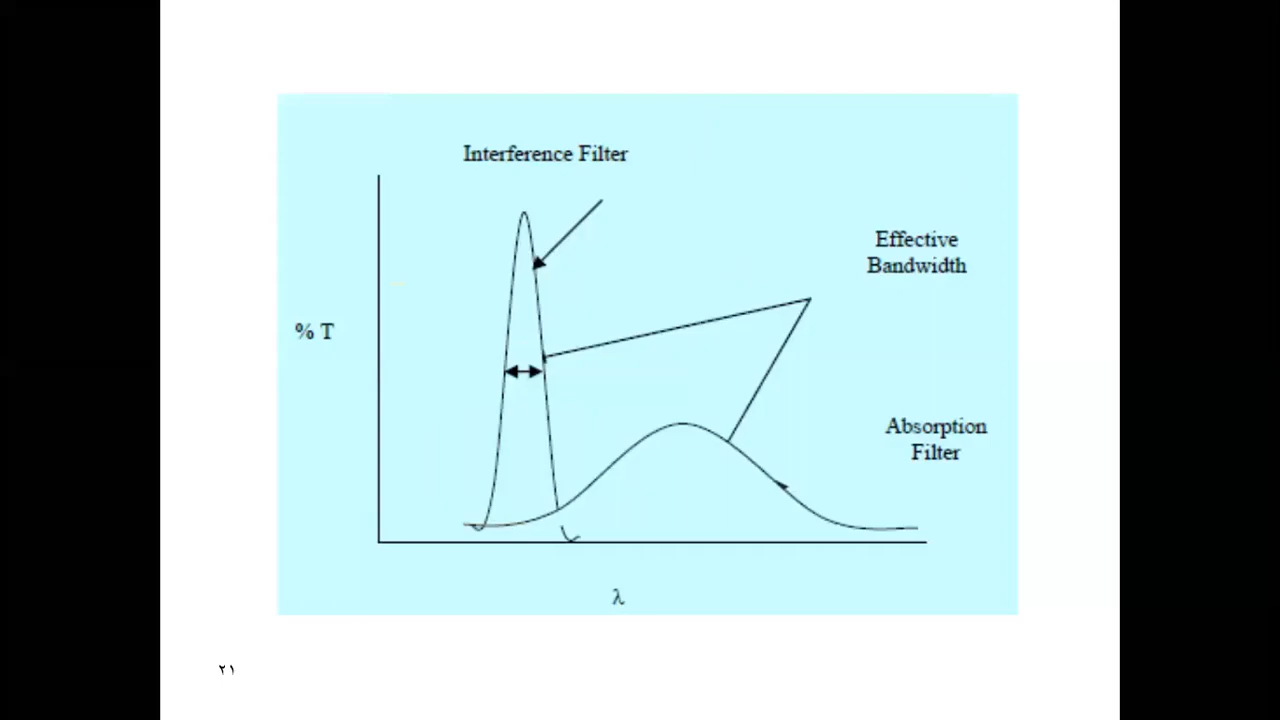 Interference Filter
Effective
Bandwidth
% T
Absorption
Filter
λ
٢١